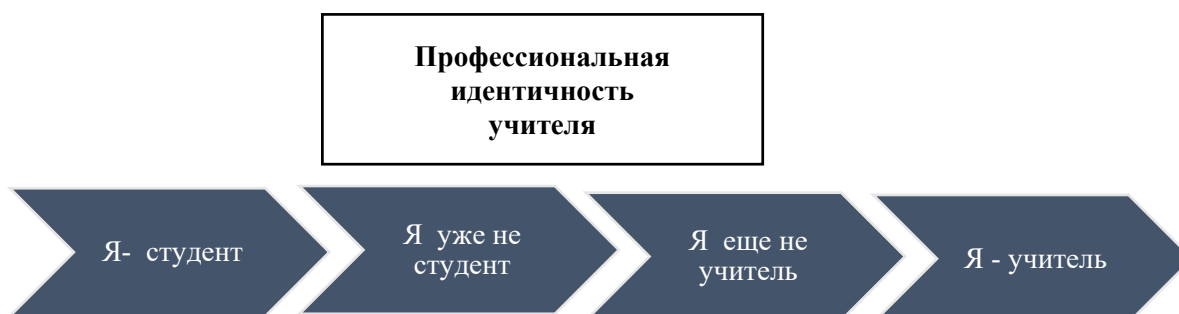 Профессиональная
идентичность
учителя
Я- студент
Я уже не
студент
Я еще не
учитель
Я - учитель